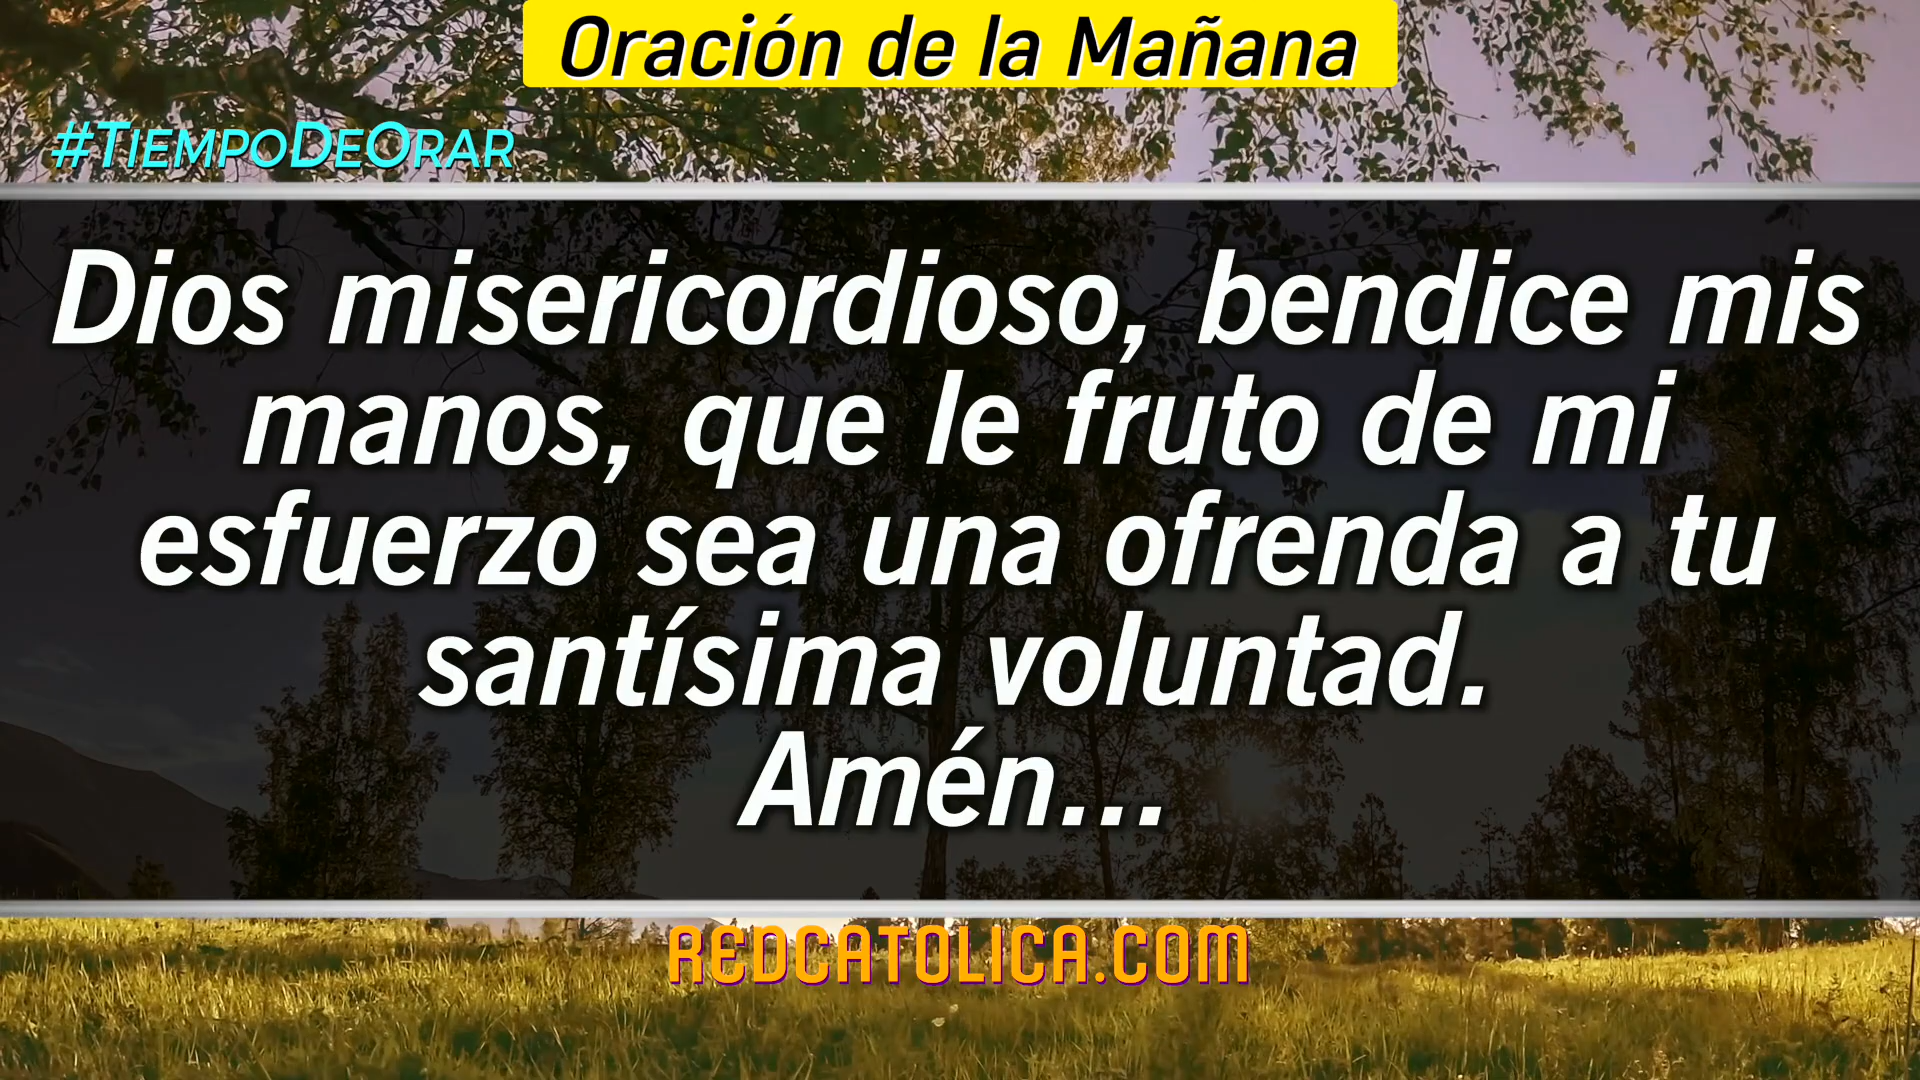 Oración de la Mañana
#TiempoDeOrar
Dios misericordioso, bendice mis
manos, que le fruto de mi
esfuerzo sea una ofrenda a tu
santísima voluntad.
Amén...
REDCATOLICA.COM